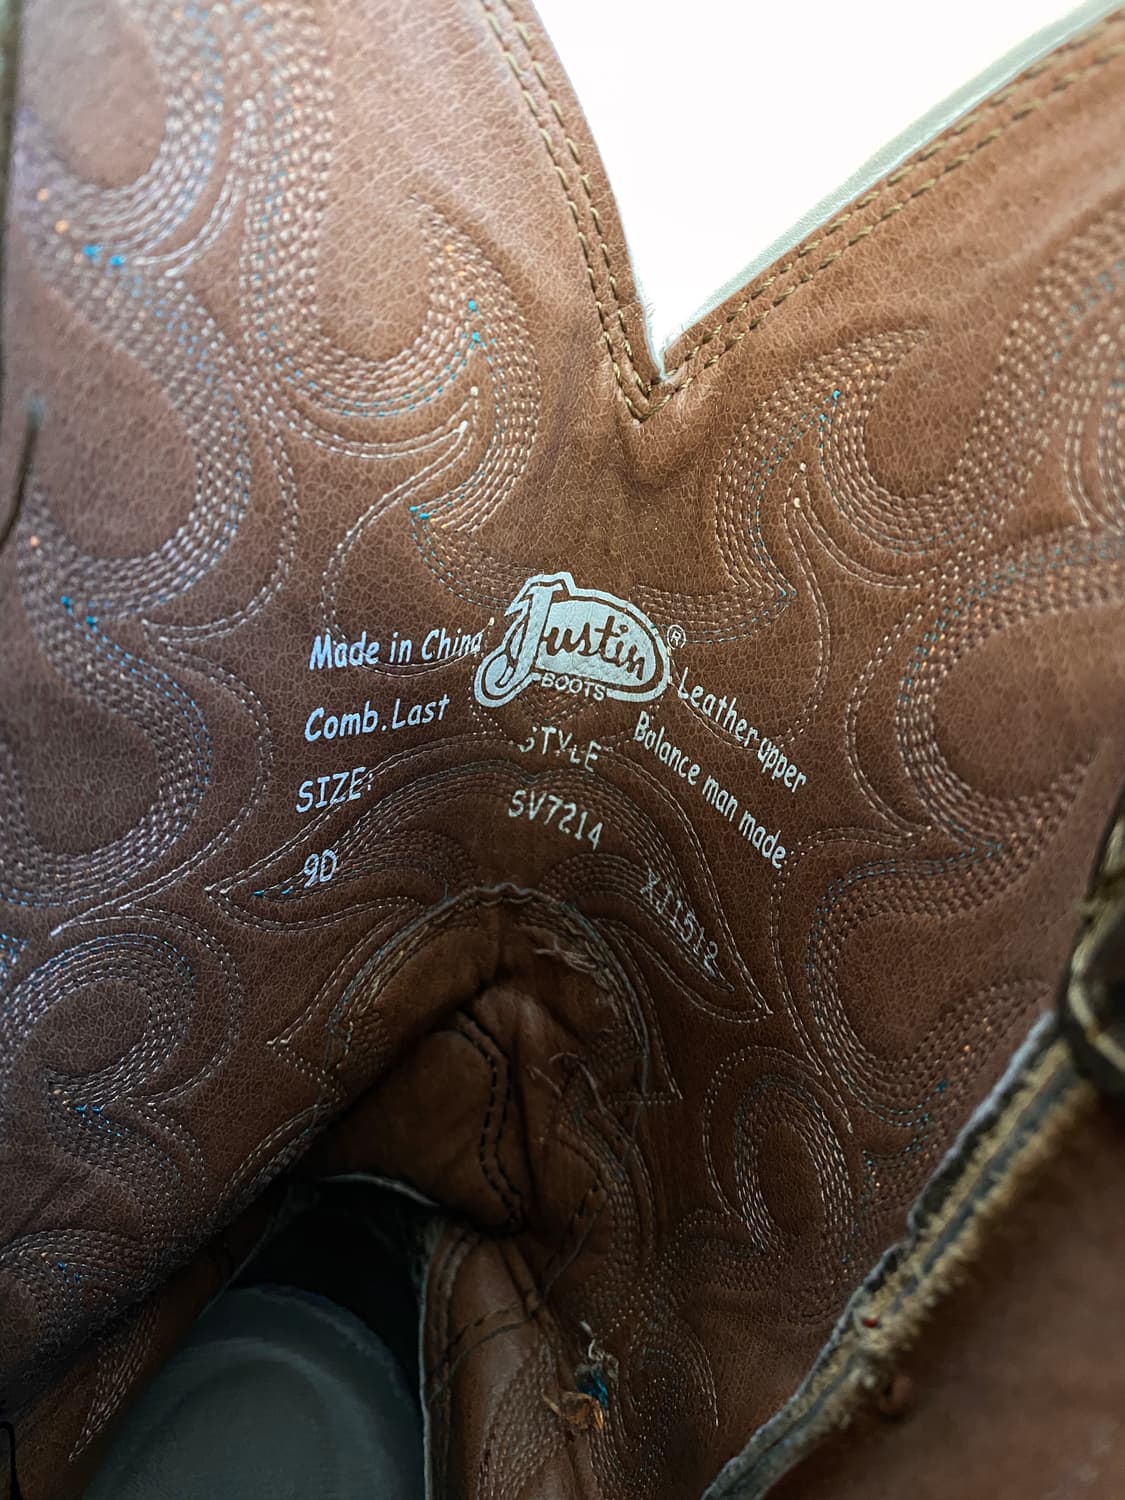 Made in China
Comb.Last
SIZE:
9D
Justin®
BOOTS
STYLE
SV7214
Leather upper
Balance man made